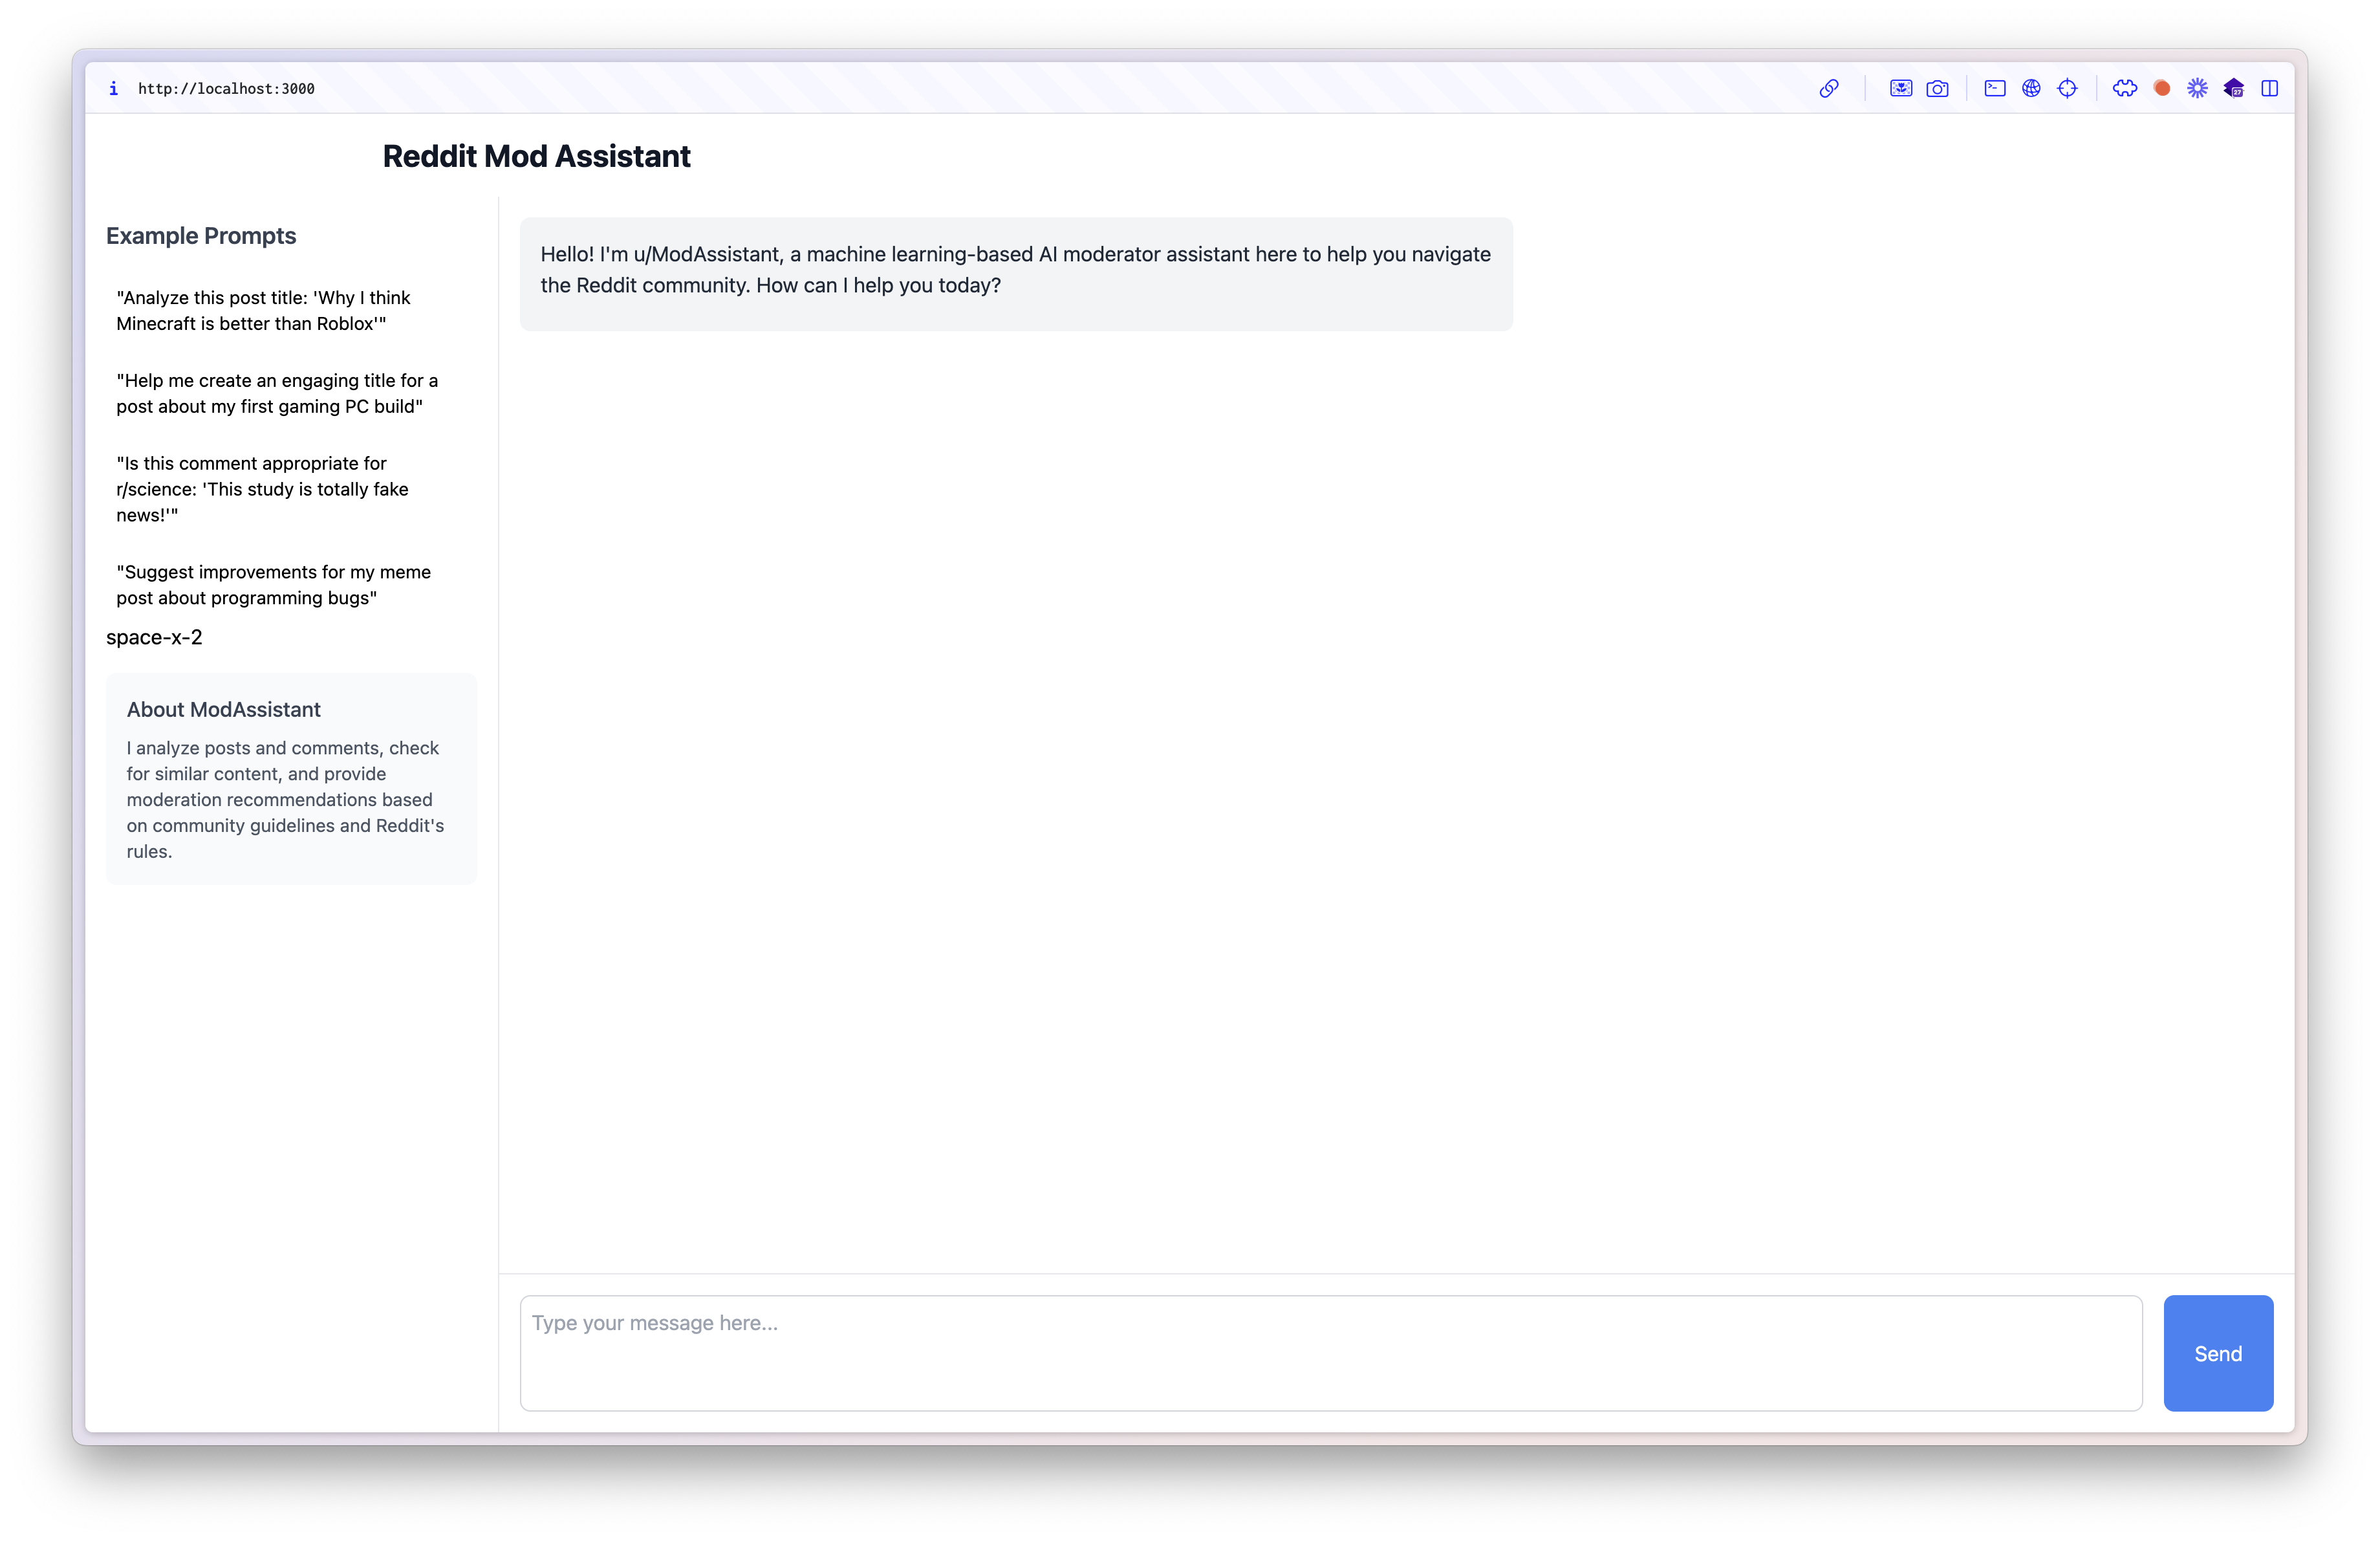 i http://localhost:3000
27
Reddit Mod Assistant
Example Prompts
"Analyze this post title: 'Why I think
Minecraft is better than Roblox'"
"Help me create an engaging title for a
post about my first gaming PC build"
"Is this comment appropriate for
r/science: 'This study is totally fake
news!'"
"Suggest improvements for my meme
post about programming bugs"
space-x-2
About ModAssistant
I analyze posts and comments, check
for similar content, and provide
moderation recommendations based
on community guidelines and Reddit's
rules.
Hello! I'm u/ModAssistant, a machine learning-based AI moderator assistant here to help you navigate
the Reddit community. How can I help you today?
Type your message here...
Send